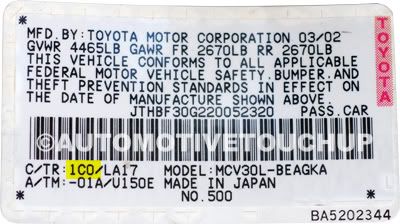 MFD.BY:TOYOTA MOTOR CORPORATION 03/02
GVWR 4465LB GAWR FR 2670LB RR 2670LB
THIS VEHICLE CONFORMS TO ALL APPLICABLE
FEDERAL MOTOR VEHICLE SAFETY.BUMPER.AND
THEFT PREVENTION STANDARDS IN EFFECT ON
THE DATE OF MANUFACTURE SHOWN ABOVE.
JTHBF30G220052320 PASS.CAR
©AUTOMOTIVETOUCHUP
C/TR:1C0/LA17 MODEL:MCV30L-BEAGKA
A/TM:-01A/U150E MADE IN JAPAN
NO.500
BA5202344
TOYOTA